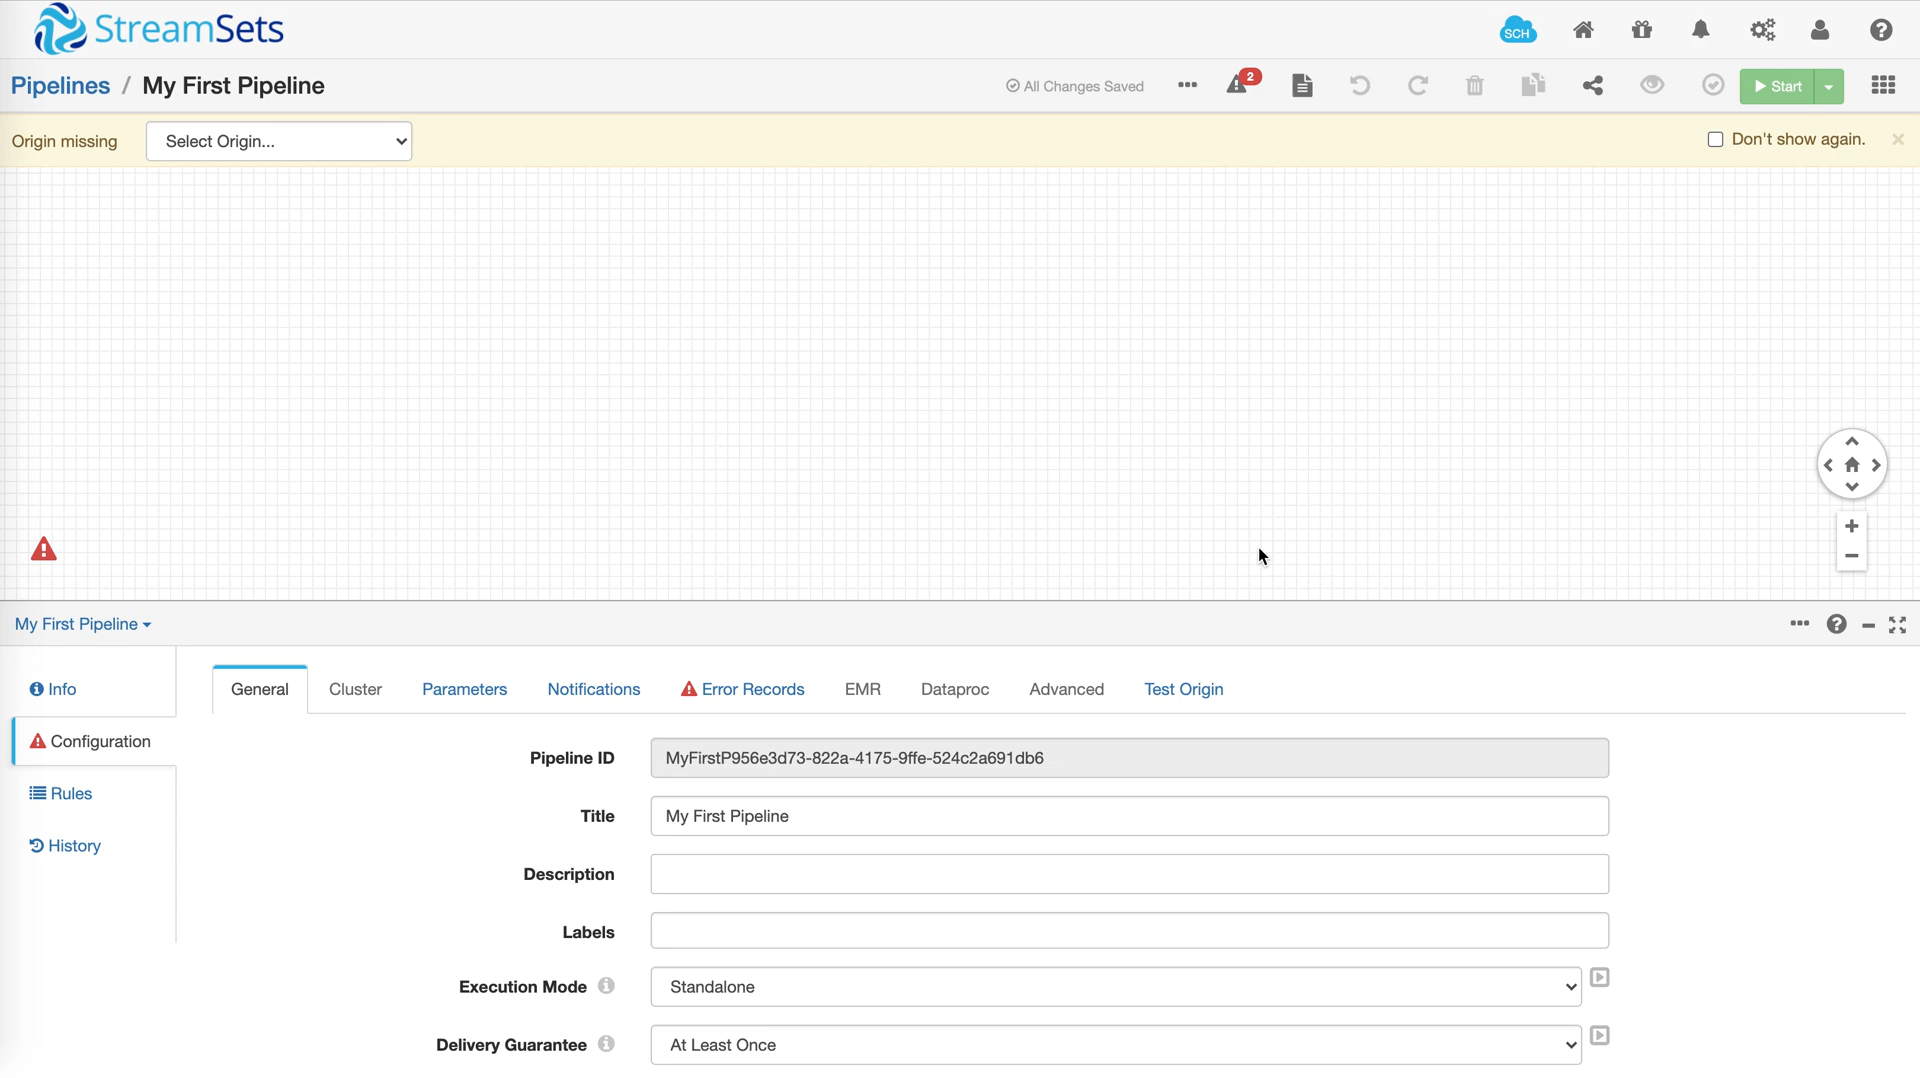 StreamSets
SCH
Pipelines / My First Pipeline
All Changes Saved
2
Start
Origin missing
Select Origin...
Don't show again.
My First Pipeline
Info
Configuration
Rules
History
General
Cluster
Parameters
Notifications
Error Records
EMR
Dataproc
Advanced
Test Origin
Pipeline ID
MyFirstP956e3d73-822a-4175-9ffe-524c2a691db6
Title
My First Pipeline
Description
Labels
Execution Mode
Standalone
Delivery Guarantee
At Least Once